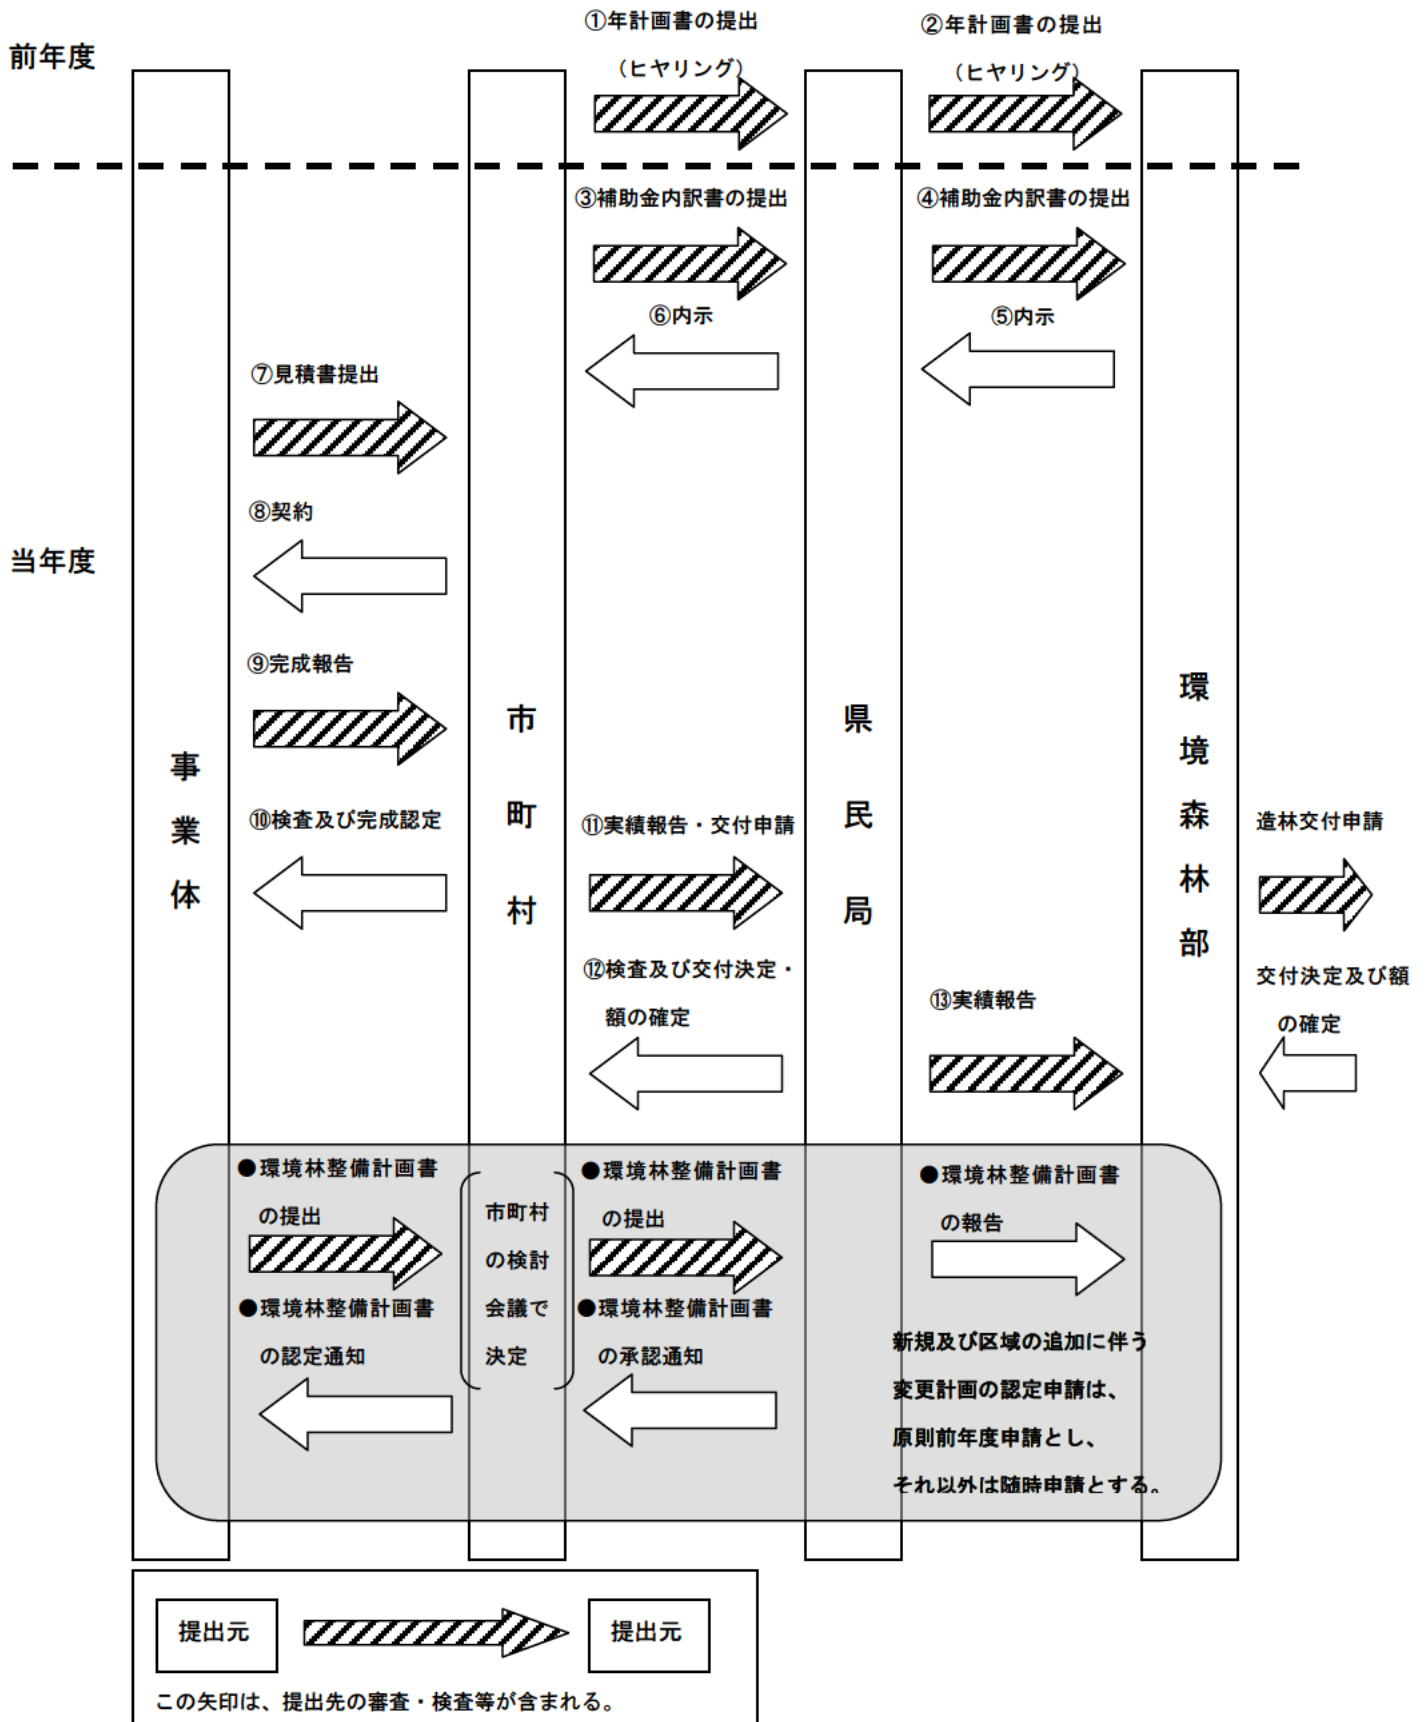 ①年計画書の提出
（ヒヤリング）
②年計画書の提出
（ヒヤリング）
前年度
③補助金内訳書の提出
④補助金内訳書の提出
⑥内示
⑤内示
⑦見積書提出
⑧契約
当年度
⑨完成報告
事業体
市町村
県民局
環境森林部
⑩検査及び完成認定
⑪実績報告・交付申請
造林交付申請
⑫検査及び交付決定・
額の確定
⑬実績報告
交付決定及び額
の確定
●環境林整備計画書
の提出
市町村
の検討
会議で
決定
●環境林整備計画書
の提出
●環境林整備計画書
の報告
●環境林整備計画書
の認定通知
●環境林整備計画書
の承認通知
新規及び区域の追加に伴う
変更計画の認定申請は、
原則前年度申請とし、
それ以外は随時申請とする。
提出元
提出元
この矢印は、提出先の審査・検査等が含まれる。